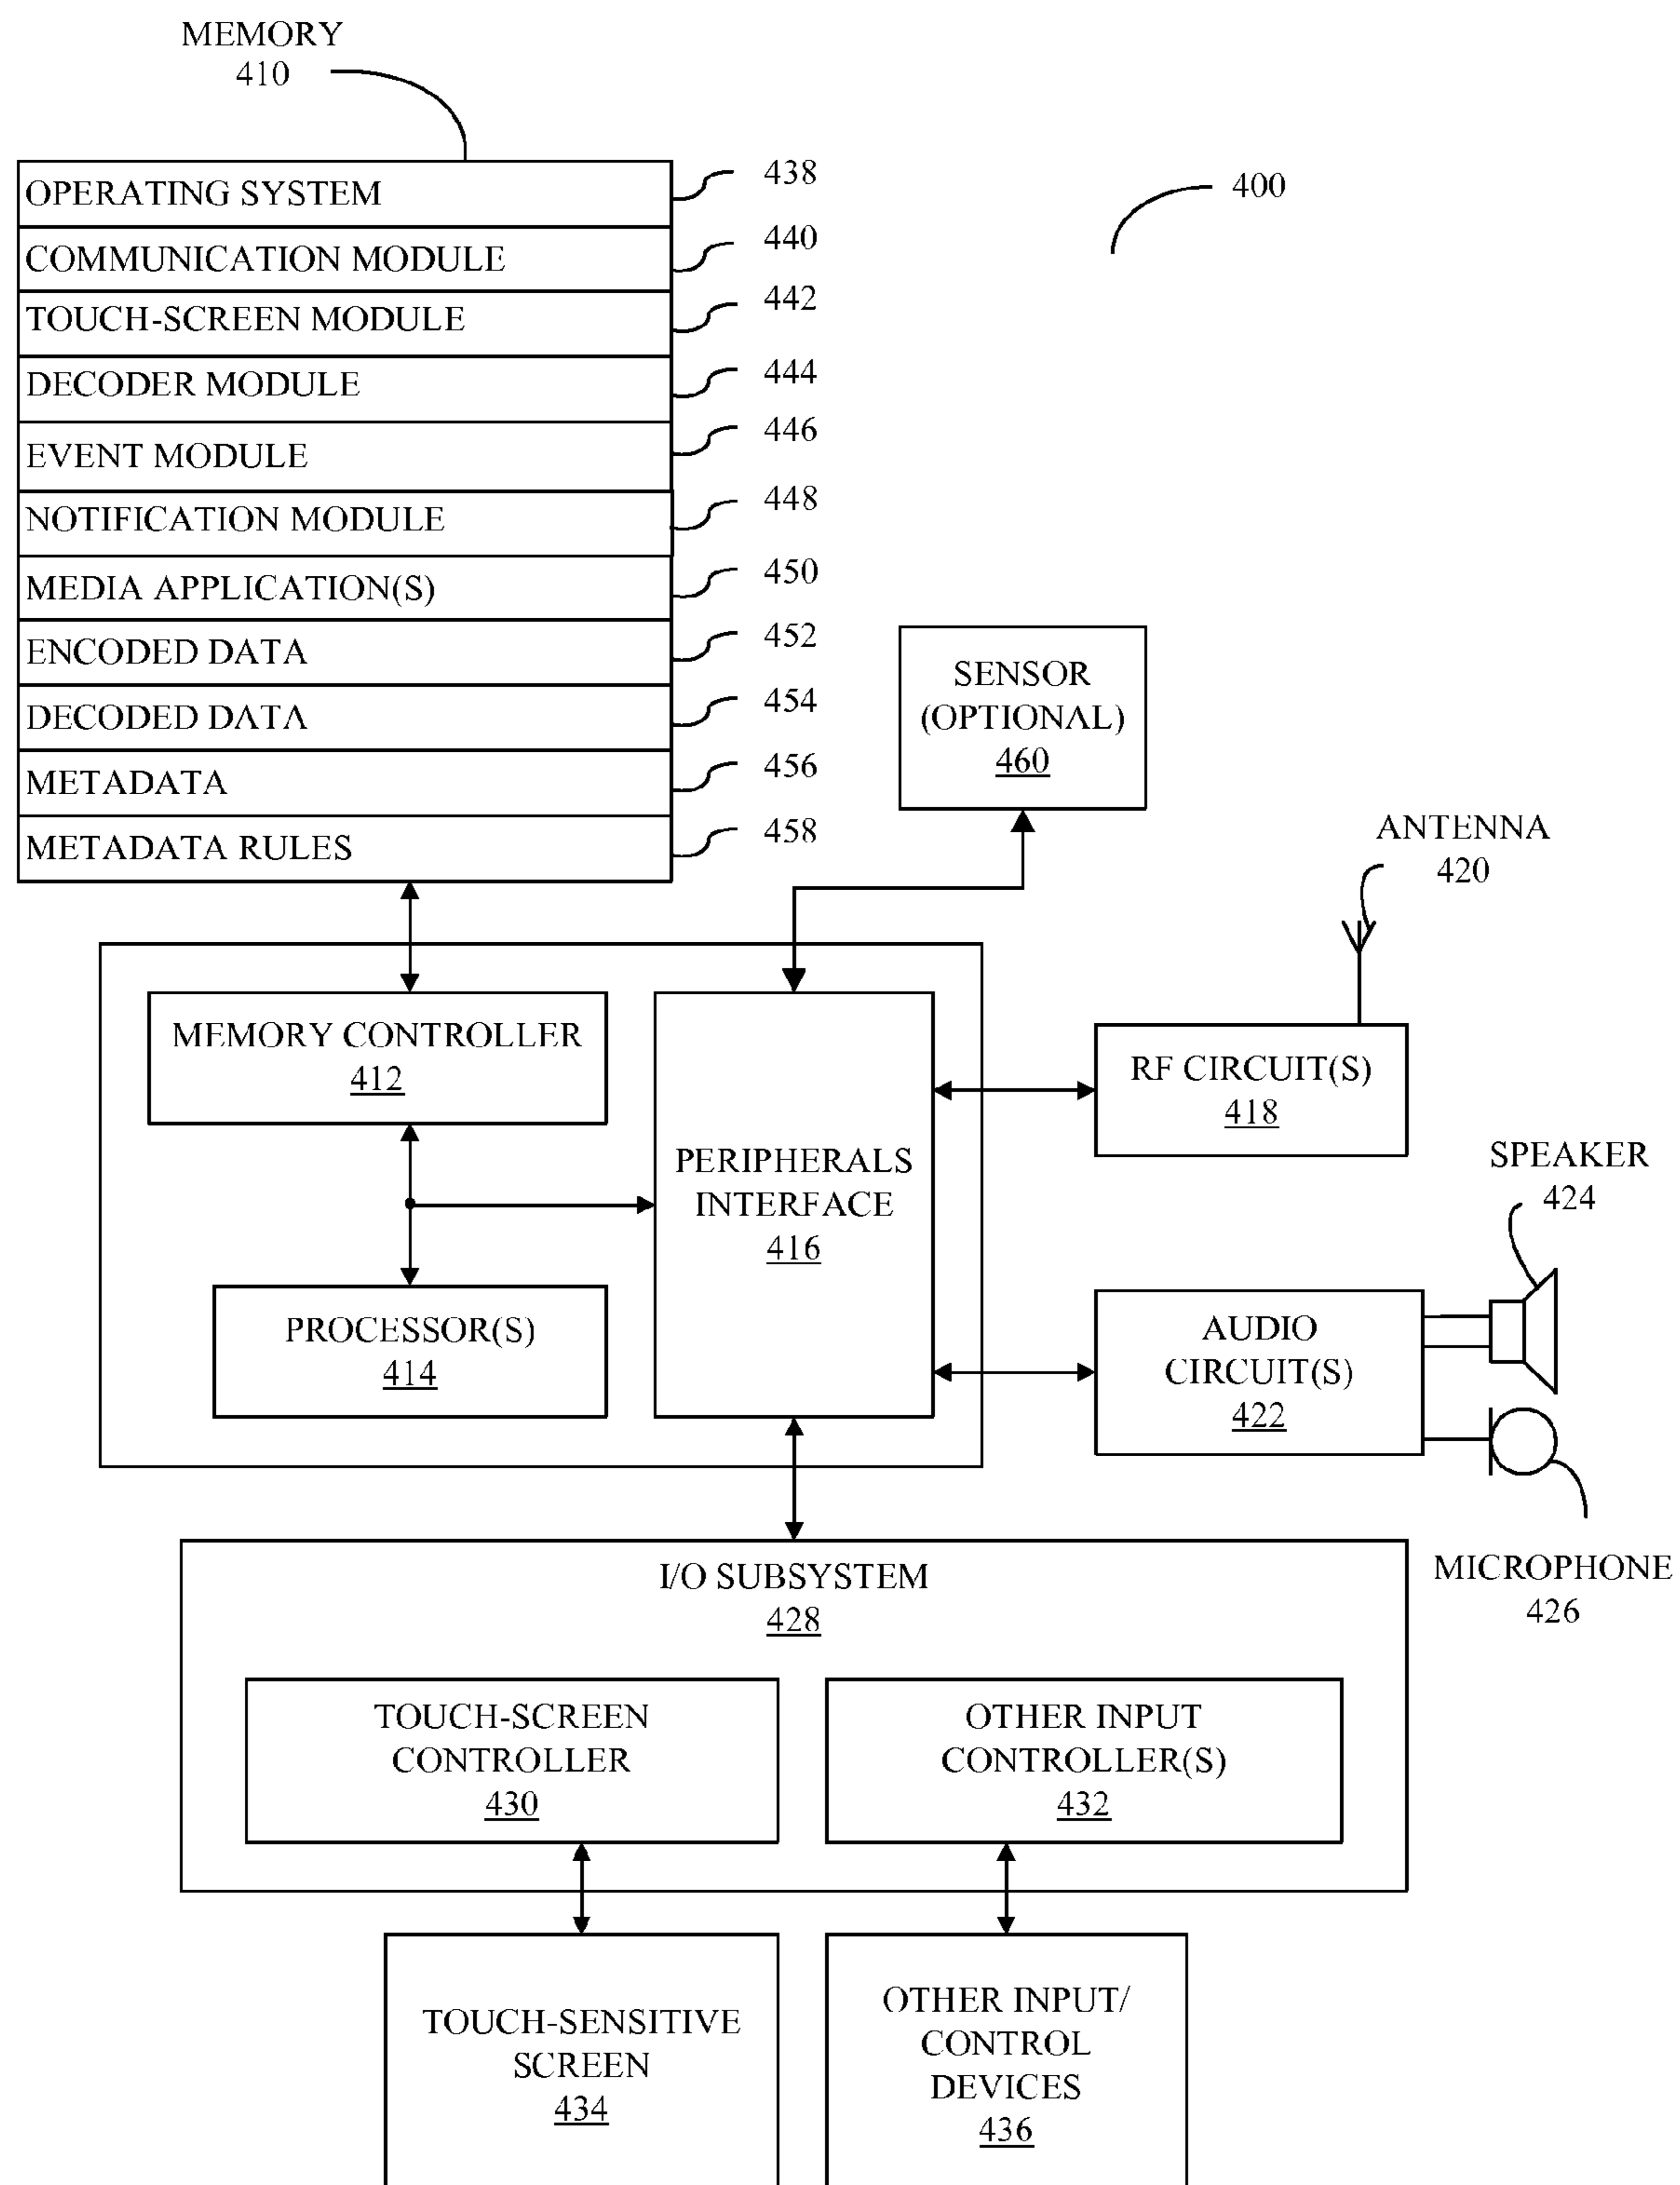 MEMORY
410
400
OPERATING SYSTEM 438
COMMUNICATION MODULE 440
TOUCH-SCREEN MODULE 442
DECODER MODULE 444
EVENT MODULE 446
NOTIFICATION MODULE 448
MEDIA APPLICATION(S) 450
ENCODED DATA 452
DECODED DATA 454
METADATA 456
METADATA RULES 458
SENSOR
(OPTIONAL)
460
ANTENNA
420
MEMORY CONTROLLER
412
PERIPHERALS
INTERFACE
416
RF CIRCUIT(S)
418
PROCESSOR(S)
414
SPEAKER
424
AUDIO
CIRCUIT(S)
422
MICROPHONE
426
I/O SUBSYSTEM
428
TOUCH-SCREEN
CONTROLLER
430
OTHER INPUT
CONTROLLER(S)
432
TOUCH-SENSITIVE
SCREEN
434
OTHER INPUT/
CONTROL
DEVICES
436